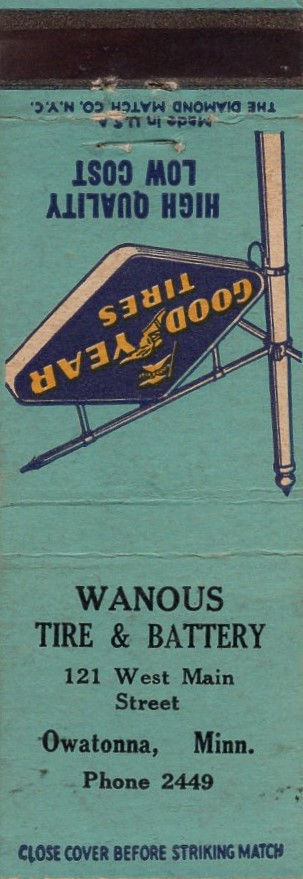 THE DIAMOND MATCH CO. N.Y.C.
Made in U.S.A.
HIGH QUALITY
LOW COST
GOOD YEAR
TIRES
WANOUS
TIRE & BATTERY
121 West Main
Street
Owatonna, Minn.
Phone 2449
CLOSE COVER BEFORE STRIKING MATCH